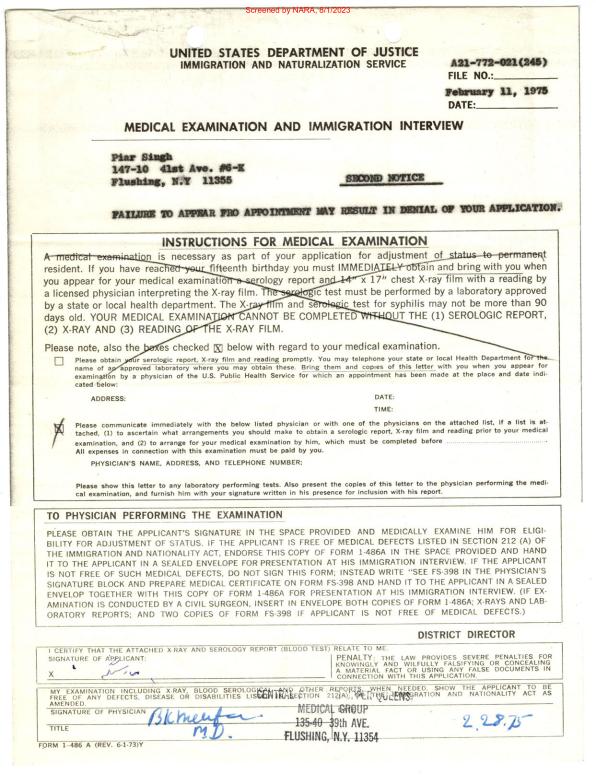 Screened by NARA, 8/1/2023
UNITED STATES DEPARTMENT OF JUSTICE
IMMIGRATION AND NATURALIZATION SERVICE
A21-772-021(245)
FILE NO.:
February 11, 1975
DATE:
MEDICAL EXAMINATION AND IMMIGRATION INTERVIEW
Piar Singh
147-10 41st Ave. #6-K
Flushing, N.Y 11355
SECOND NOTICE
FAILURE TO APPEAR FRO APPOINTMENT MAY RESULT IN DENIAL OF YOUR APPLICATION.
INSTRUCTIONS FOR MEDICAL EXAMINATION
A medical examination is necessary as part of your application for adjustment of status to permanent
resident. If you have reached your fifteenth birthday you must IMMEDIATELY obtain and bring with you when
you appear for your medical examination a serology report and 14" x 17" chest X-ray film with a reading by
a licensed physician interpreting the X-ray film. The serologic test must be performed by a laboratory approved
by a state or local health department. The X-ray film and serologic test for syphilis may not be more than 90
days old. YOUR MEDICAL EXAMINATION CANNOT BE COMPLETED WITHOUT THE (1) SEROLOGIC REPORT,
(2) X-RAY AND (3) READING OF THE X-RAY FILM.
Please note, also the boxes checked X below with regard to your medical examination.
Please obtain your serologic report, X-ray film and reading promptly. You may telephone your state or local Health Department for the
name of an approved laboratory where you may obtain these. Bring them and copies of this letter with you when you appear for
examination by a physician of the U.S. Public Health Service for which an appointment has been made at the place and date indi-
cated below:
ADDRESS: DATE:
TIME:
X Please communicate immediately with the below listed physician or with one of the physicians on the attached list, if a list is at-
tached, (1) to ascertain what arrangements you should make to obtain a serologic report, X-ray film and reading prior to your medical
examination, and (2) to arrange for your medical examination by him, which must be completed before
All expenses in connection with this examination must be paid by you.
PHYSICIAN'S NAME, ADDRESS, AND TELEPHONE NUMBER;
Please show this letter to any laboratory performing tests. Also present the copies of this letter to the physician performing the medi-
cal examination, and furnish him with your signature written in his presence for inclusion with his report.
TO PHYSICIAN PERFORMING THE EXAMINATION
PLEASE OBTAIN THE APPLICANT'S SIGNATURE IN THE SPACE PROVIDED AND MEDICALLY EXAMINE HIM FOR ELIGI-
BILITY FOR ADJUSTMENT OF STATUS. IF THE APPLICANT IS FREE OF MEDICAL DEFECTS LISTED IN SECTION 212 (A) OF
THE IMMIGRATION AND NATIONALITY ACT, ENDORSE THIS COPY OF FORM 1-486A IN THE SPACE PROVIDED AND HAND
IT TO THE APPLICANT IN A SEALED ENVELOPE FOR PRESENTATION AT HIS IMMIGRATION INTERVIEW. IF THE APPLICANT
IS NOT FREE OF SUCH MEDICAL DEFECTS, DO NOT SIGN THIS FORM; INSTEAD WRITE "SEE FS-398 IN THE PHYSICIAN'S
SIGNATURE BLOCK AND PREPARE MEDICAL CERTIFICATE ON FORM FS-398 AND HAND IT TO THE APPLICANT IN A SEALED
ENVELOP TOGETHER WITH THIS COPY OF FORM 1-486A FOR PRESENTATION AT HIS IMMIGRATION INTERVIEW. (IF EX-
AMINATION IS CONDUCTED BY A CIVIL SURGEON, INSERT IN ENVELOPE BOTH COPIES OF FORM 1-486A; X-RAYS AND LAB-
ORATORY REPORTS; AND TWO COPIES OF FORM FS-398 IF APPLICANT IS NOT FREE OF MEDICAL DEFECTS.)
DISTRICT DIRECTOR
I CERTIFY THAT THE ATTACHED X-RAY AND SEROLOGY REPORT (BLOOD TEST) RELATE TO ME.
SIGNATURE OF APPLICANT:
X
PENALTY: THE LAW PROVIDES SEVERE PENALTIES FOR
KNOWINGLY AND WILFULLY FALSIFYING OR CONCEALING
A MATERIAL FACT OR USING ANY FALSE DOCUMENTS IN
CONNECTION WITH THIS APPLICATION.
MY EXAMINATION INCLUDING X-RAY, BLOOD SEROLOGICAL AND OTHER REPORTS, WHEN NEEDED, SHOW THE APPLICANT TO BE
FREE OF ANY DEFECTS, DISEASE OR DISABILITIES LISTED IN SECTION 212(A), OF THE IMMIGRATION AND NATIONALITY ACT AS
AMENDED.
CENTRAL QUEENS
MEDICAL GROUP
135-40 39th AVE.
FLUSHING, N.Y. 11354
SIGNATURE OF PHYSICIAN
M.D.
2.28.75
TITLE
FORM 1-486 A (REV. 6-1-73)Y